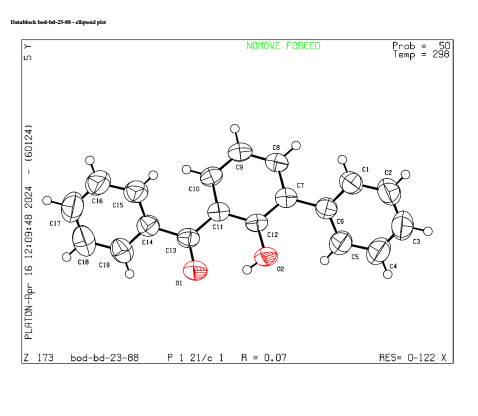 Datablock bod-bd-23-88 - ellipsoid plot
NOMOVE FORCED
Prob = 50
Temp = 298
5 Y
PLATON-Apr 16 12:09:48 2024 - (60124)
C9
C8
C10
C7
C1
C2
C16
C15
C11
C12
C6
C17
C14
C13
C3
C18
C19
C5
C4
O1
O2
Z 173 bod-bd-23-88 P 1 21/c 1 R = 0.07 RES= 0-122 X